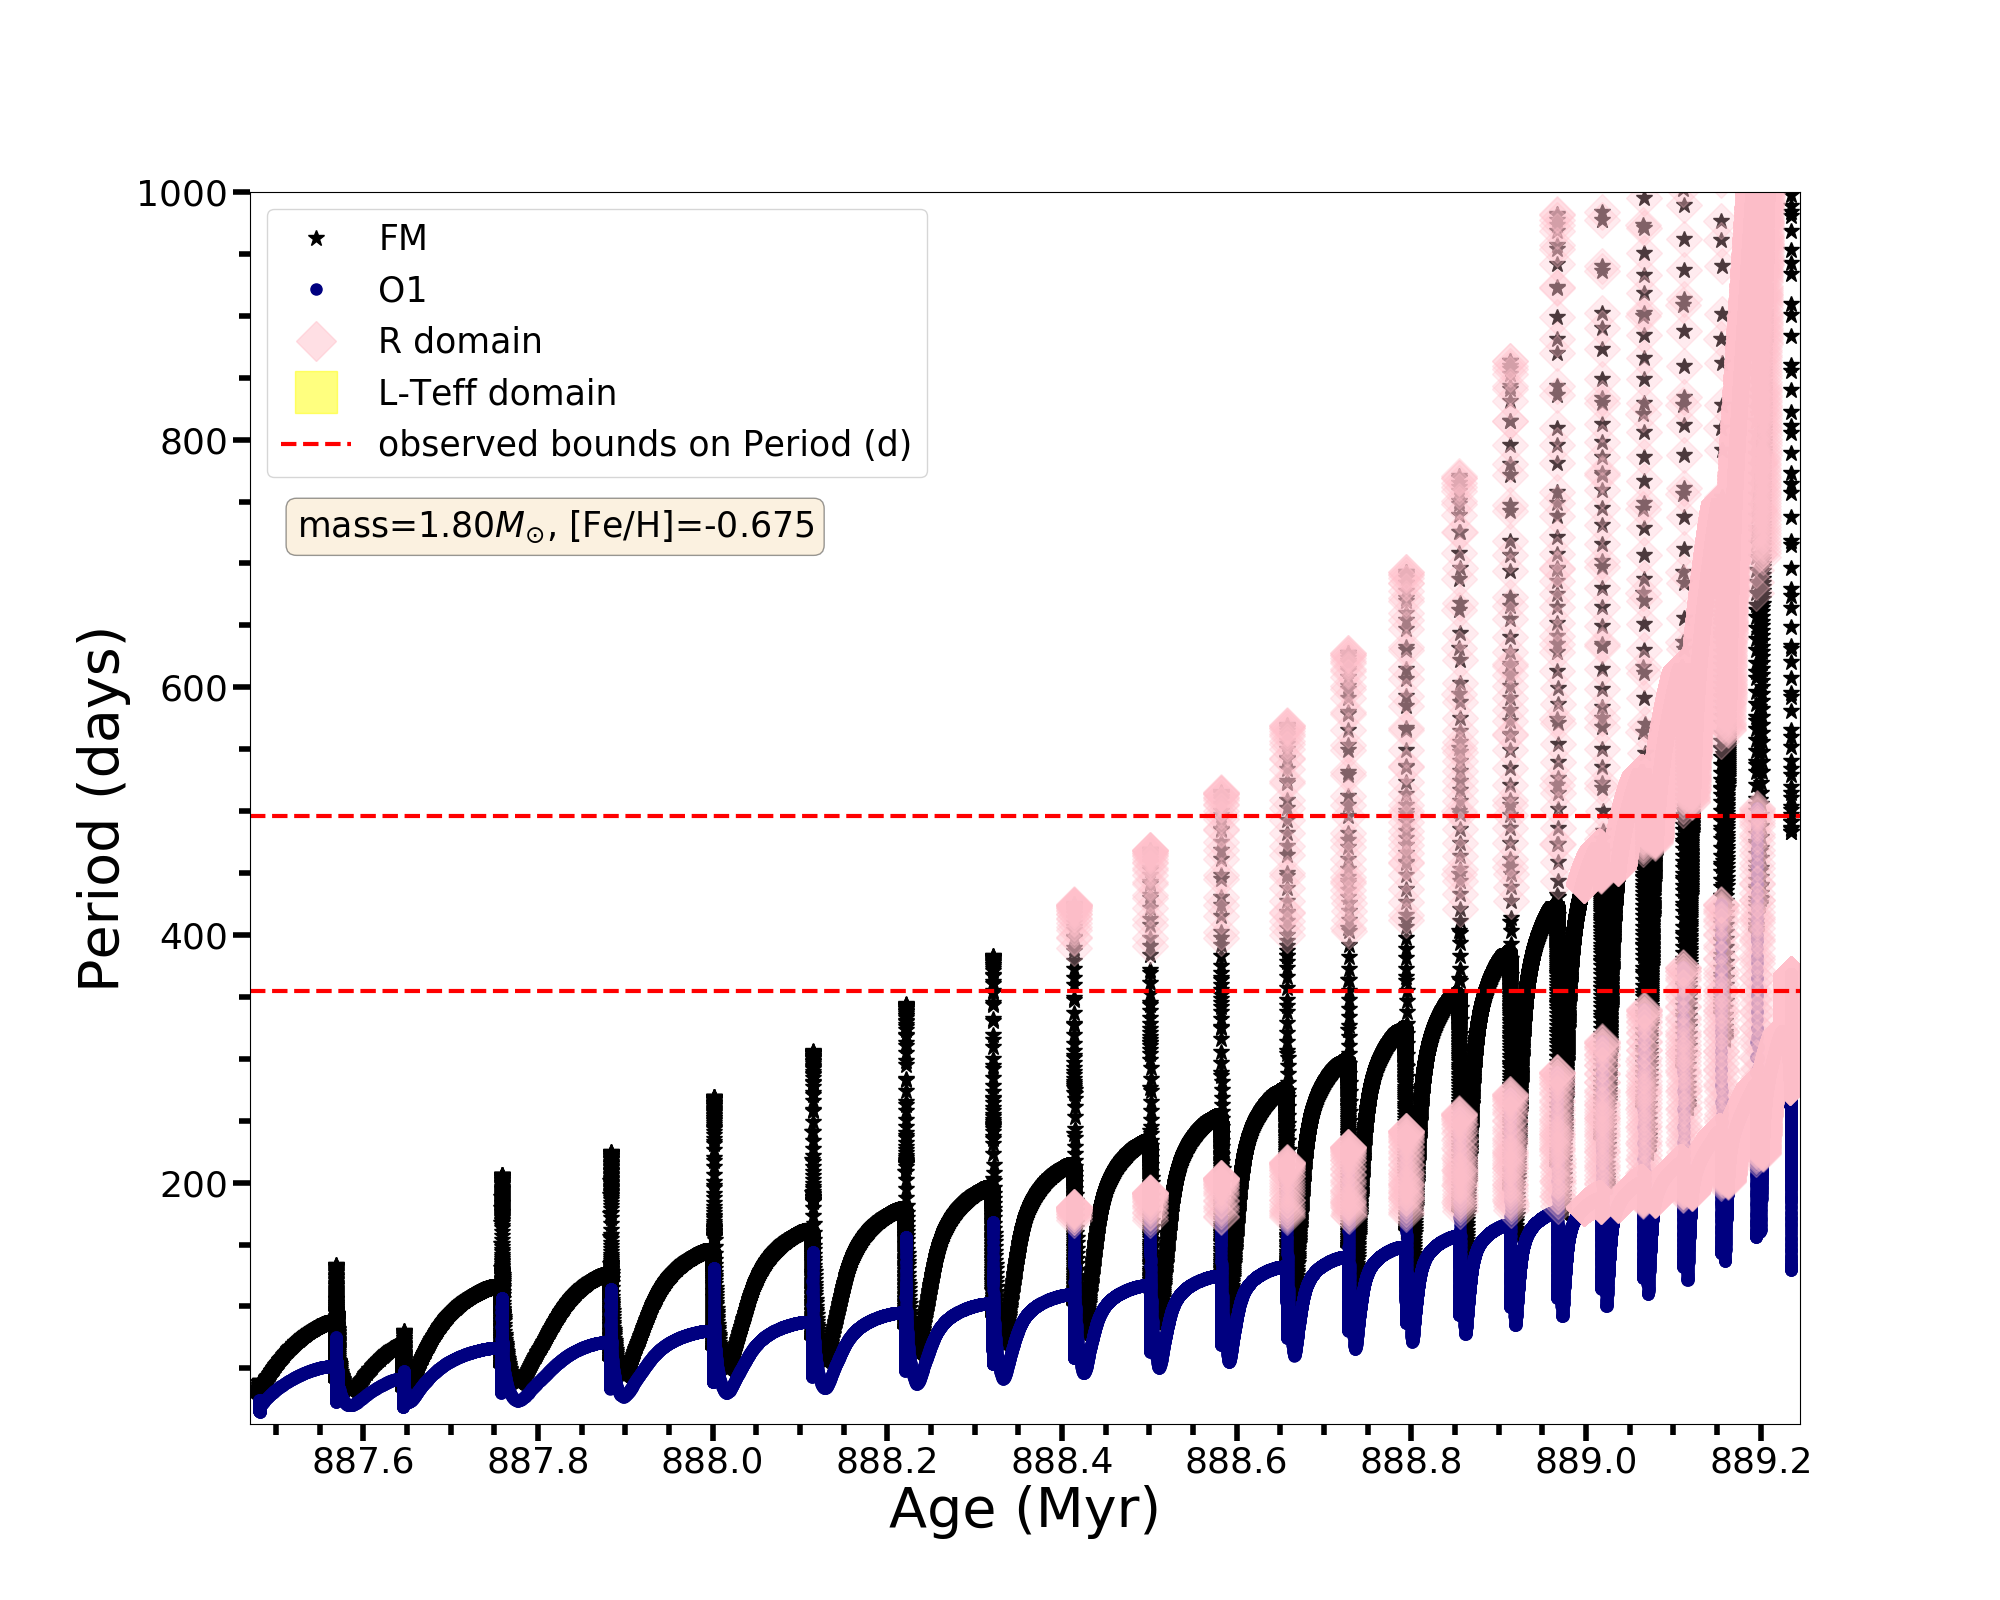 1000
800
600
400
200
Period (days)
FM
O1
R domain
L-Teff domain
observed bounds on Period (d)
mass=1.80M☉, [Fe/H]=-0.675
887.6 887.8 888.0 888.2 888.4 888.6 888.8 889.0 889.2
Age (Myr)